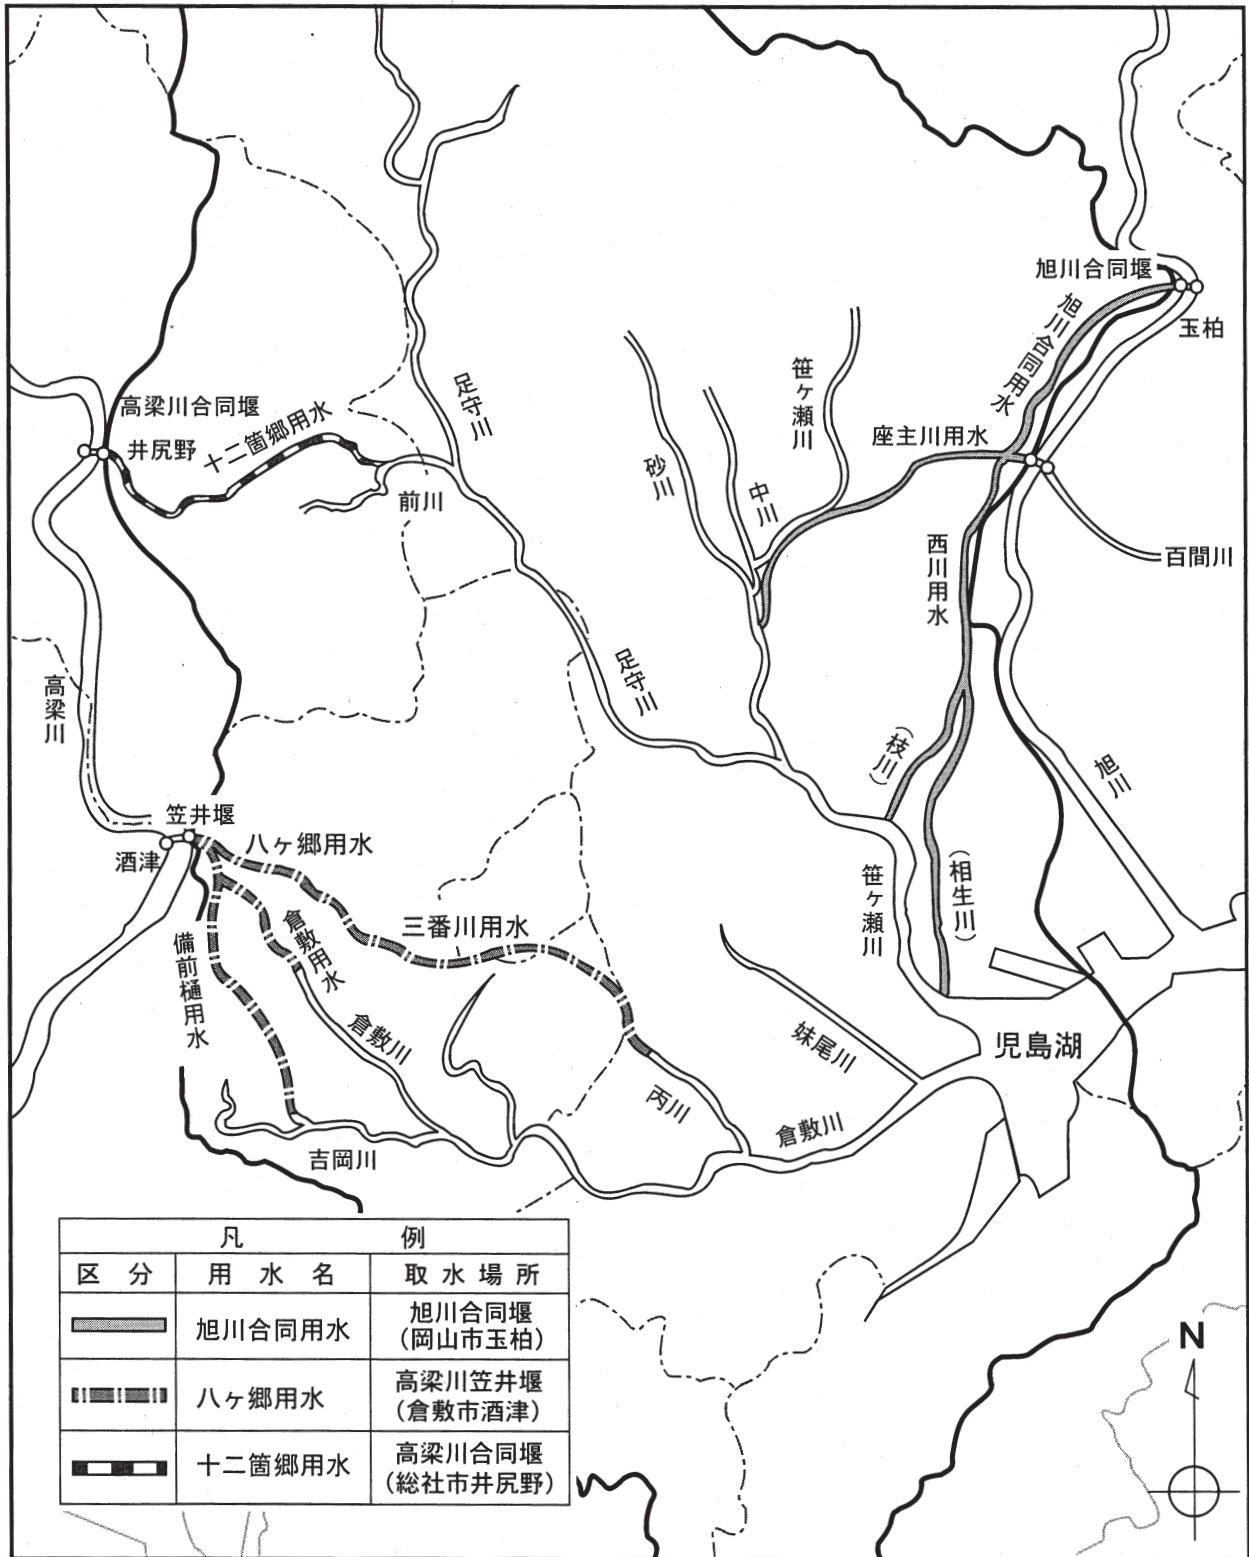 旭川合同堰
玉柏
旭川合同用水
笹ヶ瀬川
足守川
高梁川合同堰
十二箇郷用水
井尻野
座主川用水
砂川
中川
前川
百間川
西川用水
足守川
高梁川
(枝川)
旭川
笠井堰
酒津
八ヶ郷用水
(相生川)
笹ヶ瀬川
倉敷用水
三番川用水
備前樋用水
倉敷川
妹尾川
児島湖
丙川
倉敷川
吉岡川
凡 例
区 分 用 水 名 取 水 場 所
旭川合同用水 旭川合同堰
(岡山市玉柏)
八ヶ郷用水 高梁川笠井堰
(倉敷市酒津)
十二箇郷用水 高梁川合同堰
(総社市井尻野)
N